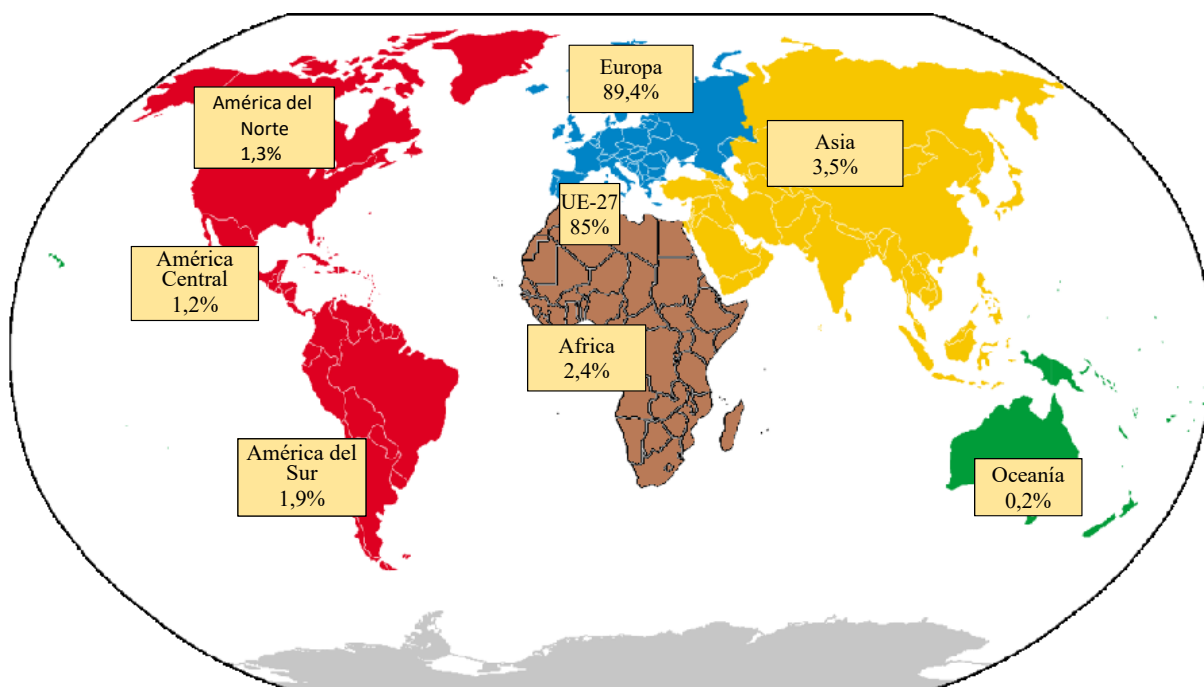 Europa
89,4%
América del
Norte
1,3%
Asia
3,5%
UE-27
85%
América
Central
1,2%
Africa
2,4%
América del
Sur
1,9%
Oceanía
0,2%